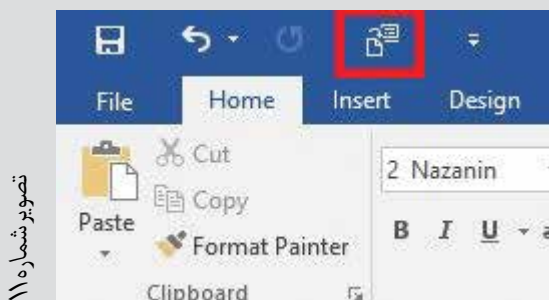 File Home Insert Design
Cut
2 Nazanin
Copy
Paste
B I U
Format Painter
Clipboard
تصویر شماره ۱۱